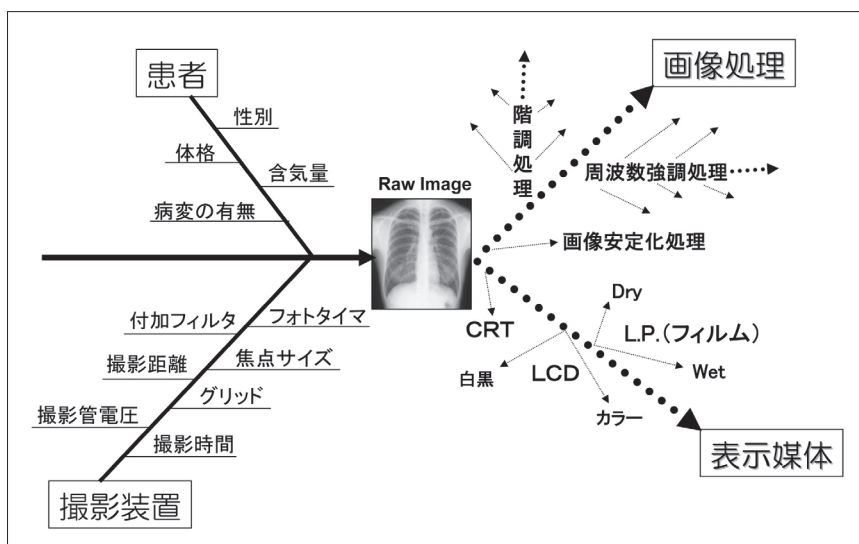 患者
性別
体格
含気量
病変の有無
Raw Image
画像処理
階調処理
周波数強調処理
画像安定化処理
付加フィルタ
フォトタイマ
撮影距離
焦点サイズ
グリッド
撮影管電圧
撮影時間
撮影装置
CRT
Dry
L.P.(フィルム)
Wet
白黒
LCD
カラー
表示媒体